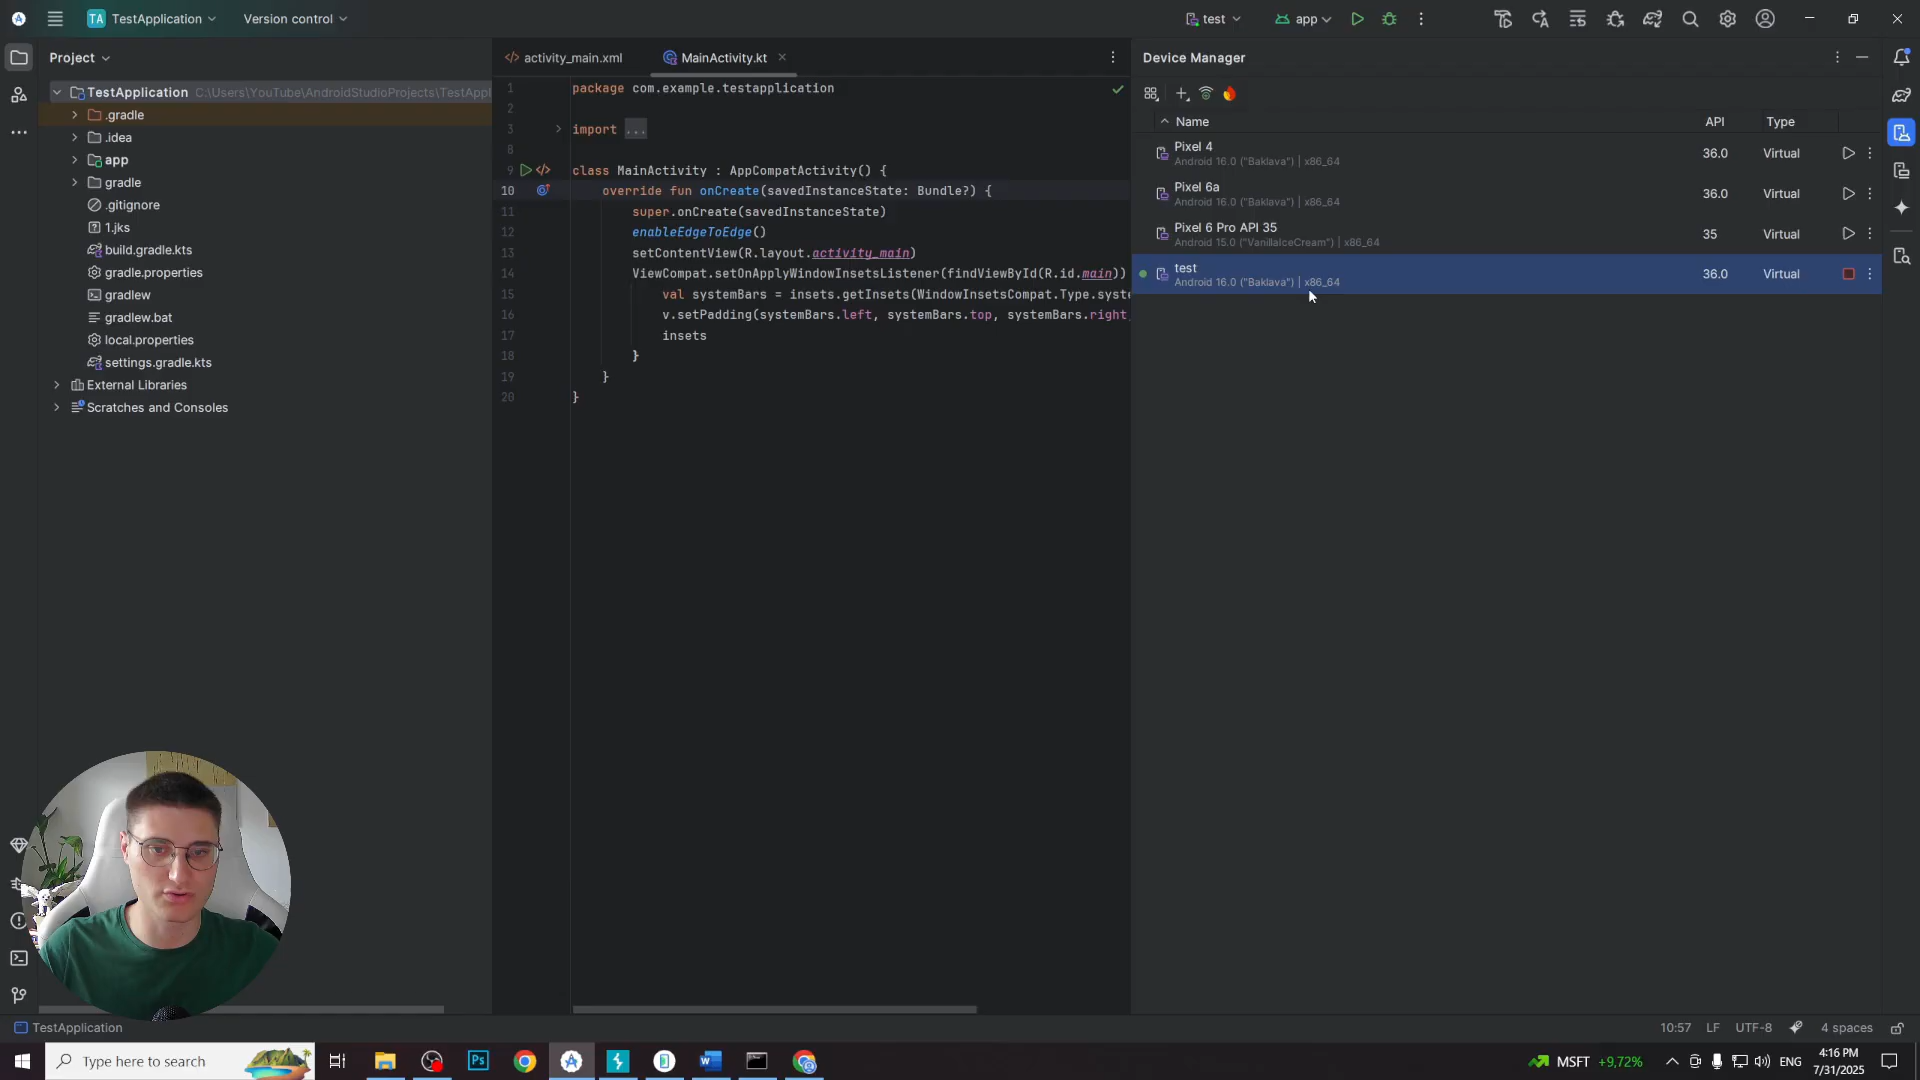 TA TestApplication Version control test app
Project activity_main.xml MainActivity.kt Device Manager
TestApplication C:\Users\YouTube\AndroidStudioProjects\TestAppl
.gradle
.idea
app
gradle
.gitignore
1.jks
build.gradle.kts
gradle.properties
gradlew
gradlew.bat
local.properties
settings.gradle.kts
External Libraries
Scratches and Consoles
1 package com.example.testapplication
2
3 import ...
8
9 class MainActivity : AppCompatActivity() {
10 override fun onCreate(savedInstanceState: Bundle?) {
11 super.onCreate(savedInstanceState)
12 enableEdgeToEdge()
13 setContentView(R.layout.activity_main)
14 ViewCompat.setOnApplyWindowInsetsListener(findViewById(R.id.main))
15 val systemBars = insets.getInsets(WindowInsetsCompat.Type.syste
16 v.setPadding(systemBars.left, systemBars.top, systemBars.right,
17 insets
18 }
19 }
20 }
Name API Type
Pixel 4 36.0 Virtual
Android 16.0 ("Baklava") | x86_64
Pixel 6a 36.0 Virtual
Android 16.0 ("Baklava") | x86_64
Pixel 6 Pro API 35 35 Virtual
Android 15.0 ("VanillaIceCream") | x86_64
test 36.0 Virtual
Android 16.0 ("Baklava") | x86_64
TestApplication 10:57 LF UTF-8 4 spaces
Type here to search Ps W MSFT +9,72% ENG 4:16 PM
7/31/2025